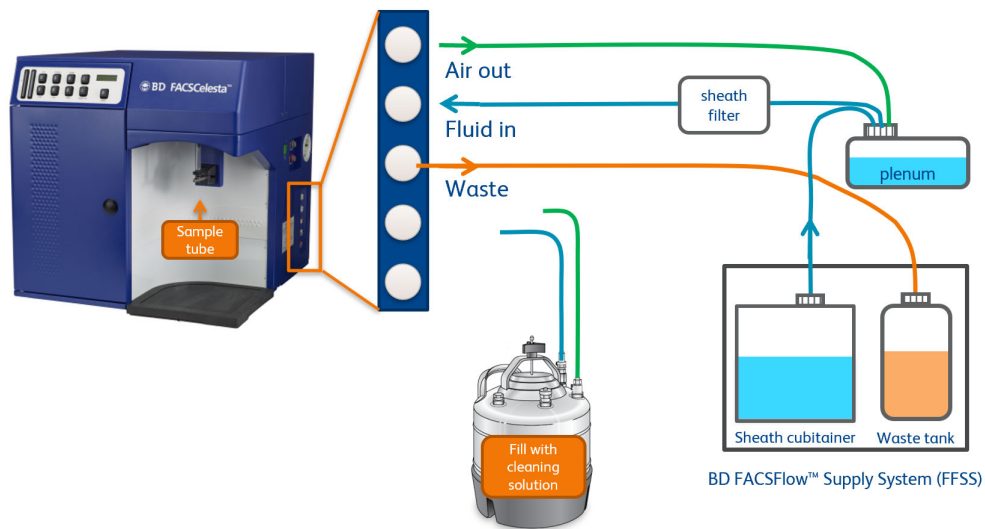 BD FACSCelesta™
Sample
tube
Air out
Fluid in
Waste
sheath
filter
plenum
Fill with
cleaning
solution
Sheath cubitainer
Waste tank
BD FACSFlow™ Supply System (FFSS)